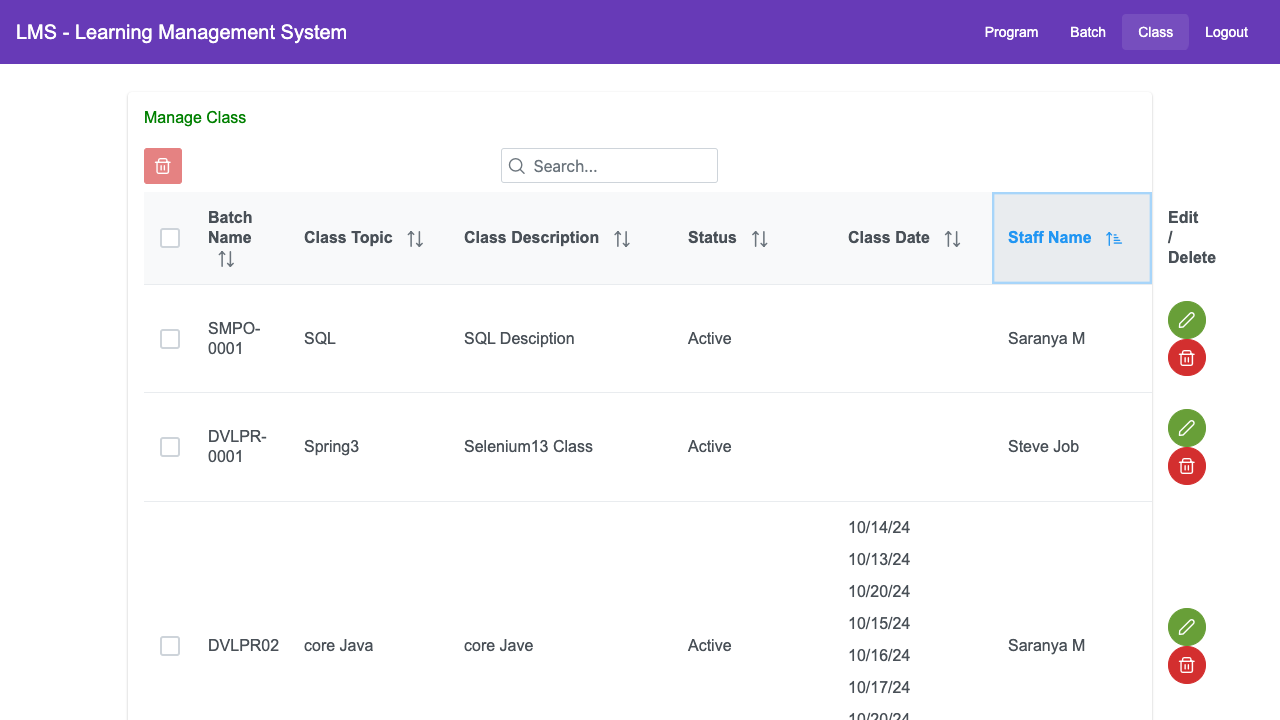 LMS - Learning Management System
Program
Batch
Class
Logout
Manage Class
Search...
Batch
Name
Class Topic
Class Description
Status
Class Date
Staff Name
Edit
/
Delete
SMPO-
0001
SQL
SQL Desciption
Active
Saranya M
DVLPR-
0001
Spring3
Selenium13 Class
Active
Steve Job
DVLPR02
core Java
core Jave
Active
10/14/24
10/13/24
10/20/24
10/15/24
10/16/24
10/17/24
10/20/24
Saranya M